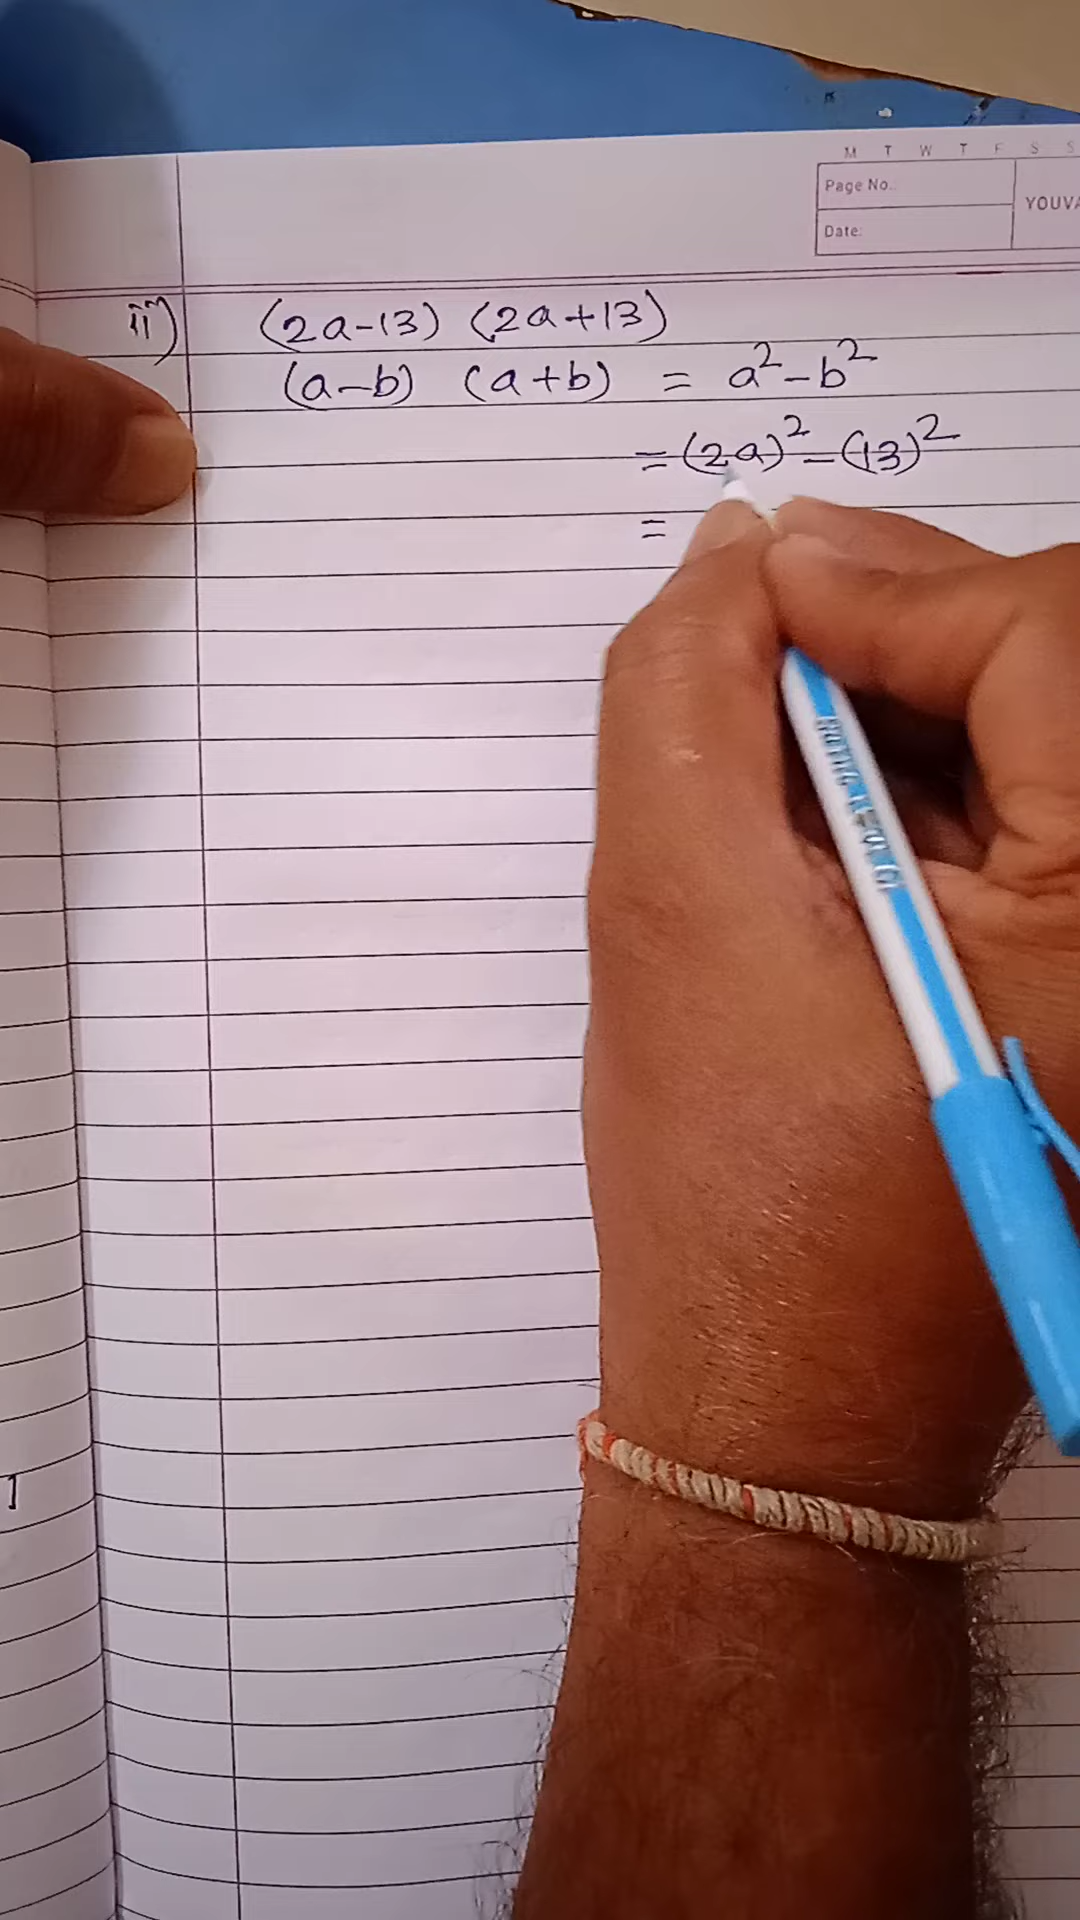 M T W T F S S
Page No..
YOUVA
Date:
ii) (2a-13) (2a+13)
(a-b) (a+b) = a²-b²
= (2a)² - (13)²
=